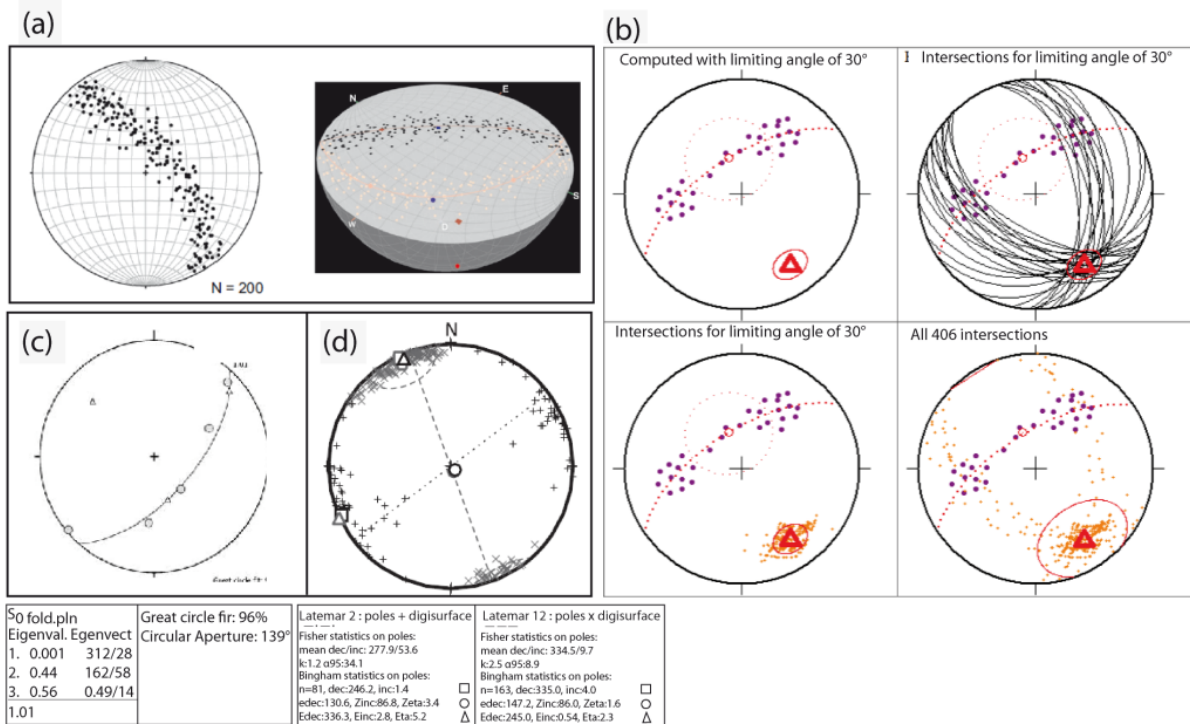 (a)
N = 200
N
E
S
W
D
(b)
Computed with limiting angle of 30°
Intersections for limiting angle of 30°
Intersections for limiting angle of 30°
All 406 intersections
(c)
Great circle fit:
(d)
N
S0 fold.pln
Eigenval. Egenvect
1. 0.001 312/28
2. 0.44 162/58
3. 0.56 0.49/14
1.01
Great circle fir: 96%
Circular Aperture: 139°
Latemar 2 : poles + digisurface
Fisher statistics on poles:
mean dec/inc: 277.9/53.6
k:1.2 α95:34.1
Bingham statistics on poles:
n=81, dec:246.2, inc:1.4
edec:130.6, Zinc:86.8, Zeta:3.4
Edec:336.3, Einc:2.8, Eta:5.2
Latemar 12 : poles x digisurface
Fisher statistics on poles:
mean dec/inc: 334.5/9.7
k:2.5 α95:8.9
Bingham statistics on poles:
n=163, dec:335.0, inc:4.0
edec:147.2, Zinc:86.0, Zeta:1.6
Edec:245.0, Einc:0.54, Eta:2.3